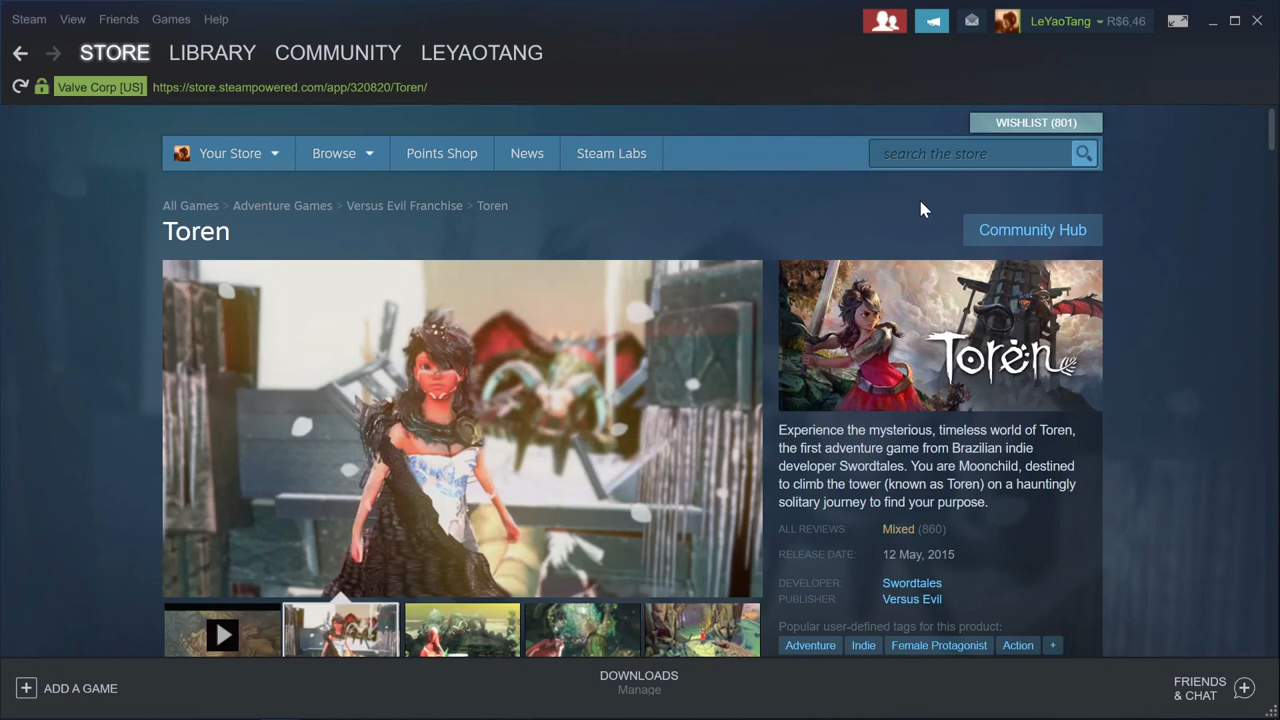 Steam View Friends Games Help
LeYaoTang R$6,46
STORE LIBRARY COMMUNITY LEYAOTANG
Valve Corp [US] https://store.steampowered.com/app/320820/Toren/
WISHLIST (801)
Your Store Browse Points Shop News Steam Labs search the store
All Games > Adventure Games > Versus Evil Franchise > Toren
Toren
Community Hub
Toren
Experience the mysterious, timeless world of Toren,
the first adventure game from Brazilian indie
developer Swordtales. You are Moonchild, destined
to climb the tower (known as Toren) on a hauntingly
solitary journey to find your purpose.
ALL REVIEWS: Mixed (860)
RELEASE DATE: 12 May, 2015
DEVELOPER: Swordtales
PUBLISHER: Versus Evil
Popular user-defined tags for this product:
Adventure Indie Female Protagonist Action +
+ ADD A GAME
DOWNLOADS
Manage
FRIENDS
& CHAT